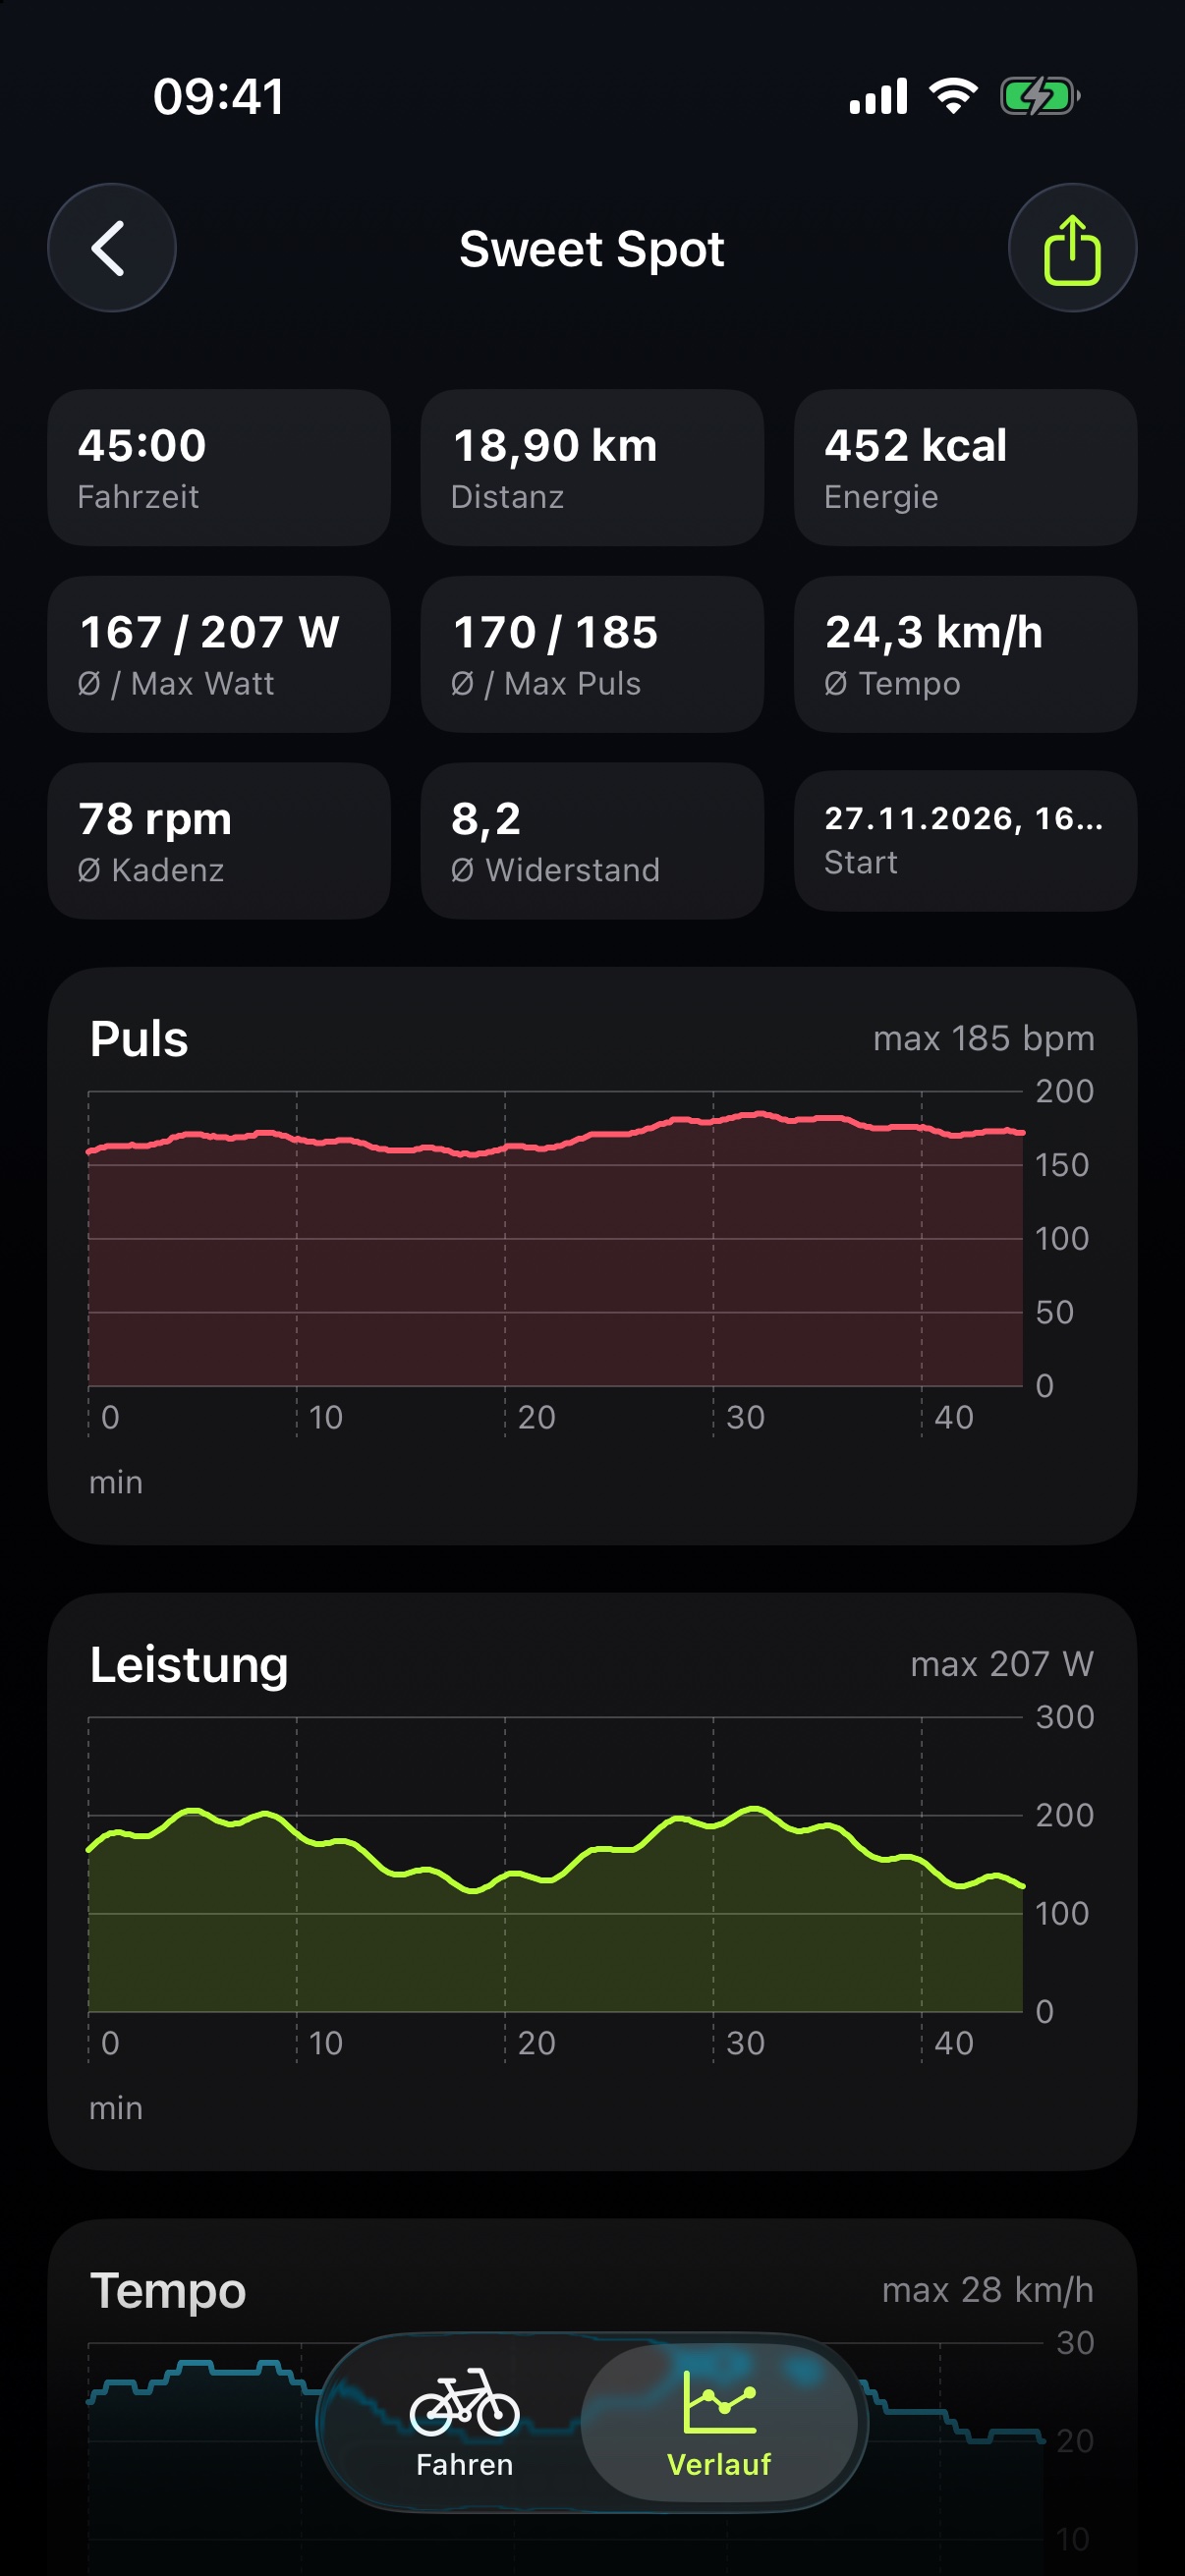 09:41
Sweet Spot
45:00
Fahrzeit
18,90 km
Distanz
452 kcal
Energie
167 / 207 W
Ø / Max Watt
170 / 185
Ø / Max Puls
24,3 km/h
Ø Tempo
78 rpm
Ø Kadenz
8,2
Ø Widerstand
27.11.2026, 16...
Start
Puls
max 185 bpm
200
150
100
50
0
0 10 20 30 40
min
Leistung
max 207 W
300
200
100
0
0 10 20 30 40
min
Tempo
max 28 km/h
30
20
10
Fahren
Verlauf